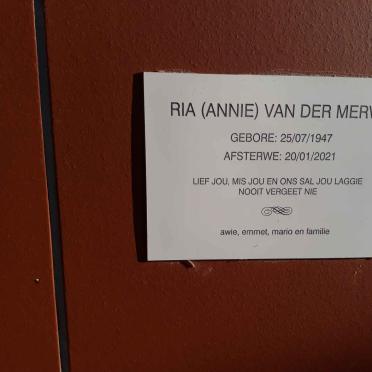 RIA (ANNIE) VAN DER MERW
GEBORE: 25/07/1947
AFSTERWE: 20/01/2021
LIEF JOU, MIS JOU EN ONS SAL JOU LAGGIE
NOOIT VERGEET NIE
awie, emmet, mario en familie